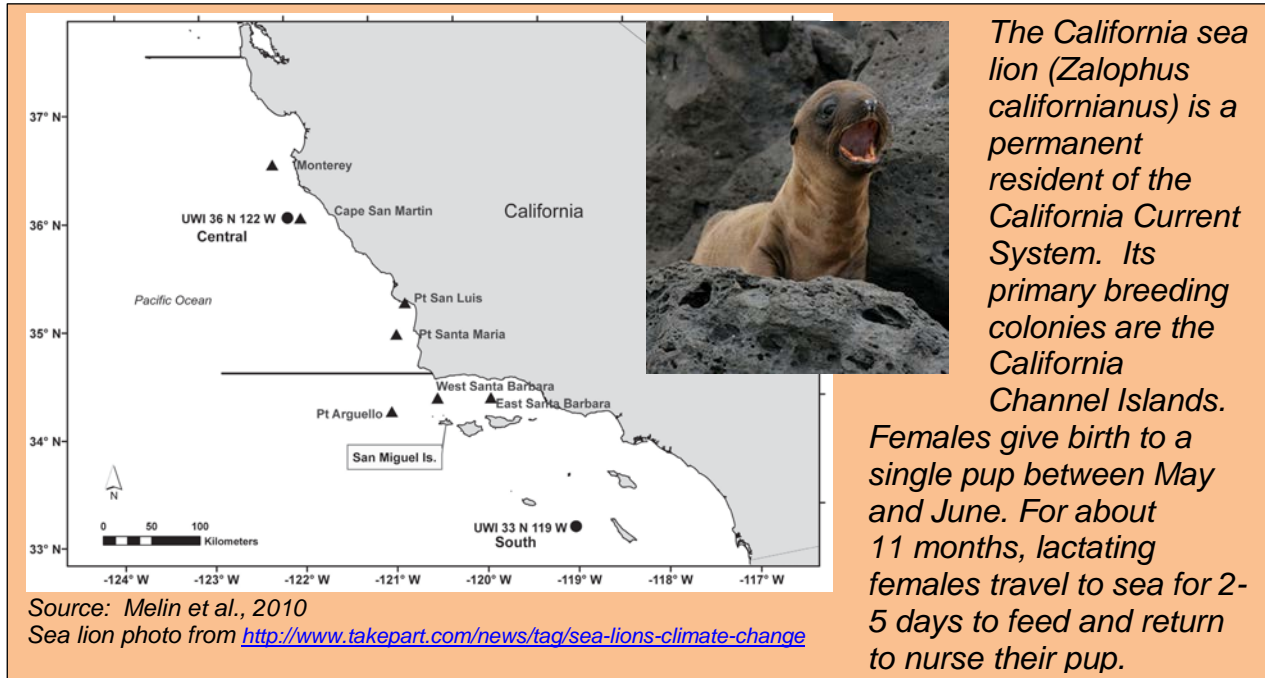 37° N
36° N
35° N
34° N
33° N
Monterey
UWI 36 N 122 W
Central
Cape San Martin
California
Pacific Ocean
Pt San Luis
Pt Santa Maria
West Santa Barbara
East Santa Barbara
Pt Arguello
San Miguel Is.
N
0 50 100
Kilometers
UWI 33 N 119 W
South
-124° W -123° W -122° W -121° W -120° W -119° W -118° W -117° W
Source: Melin et al., 2010
Sea lion photo from http://www.takepart.com/news/tag/sea-lions-climate-change
The California sea
lion (Zalophus
californianus) is a
permanent
resident of the
California Current
System. Its
primary breeding
colonies are the
California
Channel Islands.
Females give birth to a
single pup between May
and June. For about
11 months, lactating
females travel to sea for 2-
5 days to feed and return
to nurse their pup.